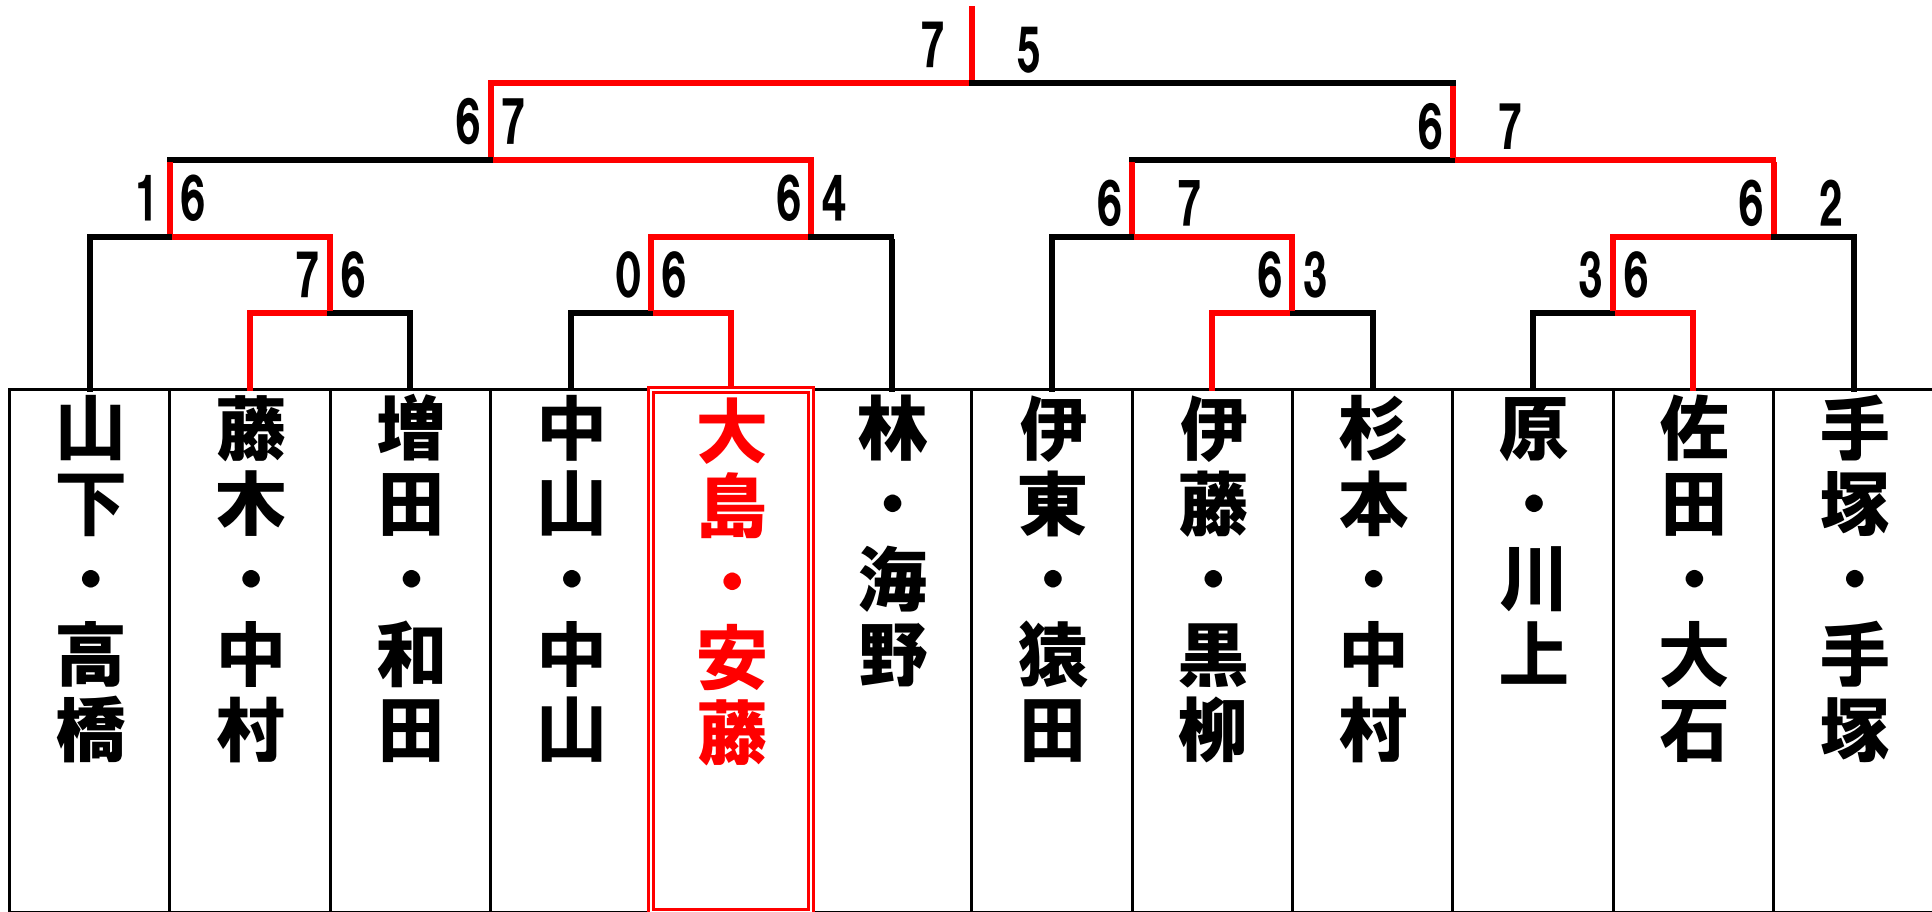 7 5
6 7
6 7
1 6
6 4
6 7
6 2
7 6
0 6
6 3
3 6
山下・高橋
藤木・中村
増田・和田
中山・中山
大島・安藤
林・海野
伊東・猿田
伊藤・黒柳
杉本・中村
原・川上
佐田・大石
手塚・手塚